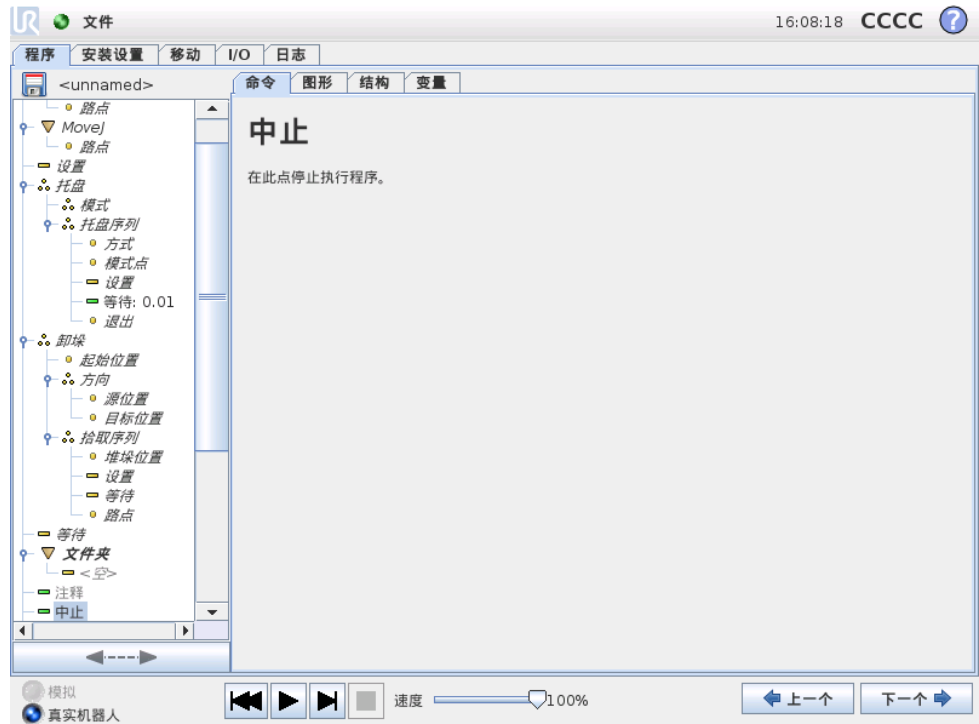 UR 文件 16:08:18 CCCC ?
程序 安装设置 移动 I/O 日志
<unnamed>
命令 图形 结构 变量
路点
MoveJ
路点
设置
托盘
模式
托盘序列
方式
模式点
设置
等待: 0.01
退出
卸垛
起始位置
方向
源位置
目标位置
拾取序列
堆垛位置
设置
等待
路点
等待
文件夹
<空>
注释
中止
中止
在此点停止执行程序。
模拟
真实机器人
速度 100%
上一个 下一个